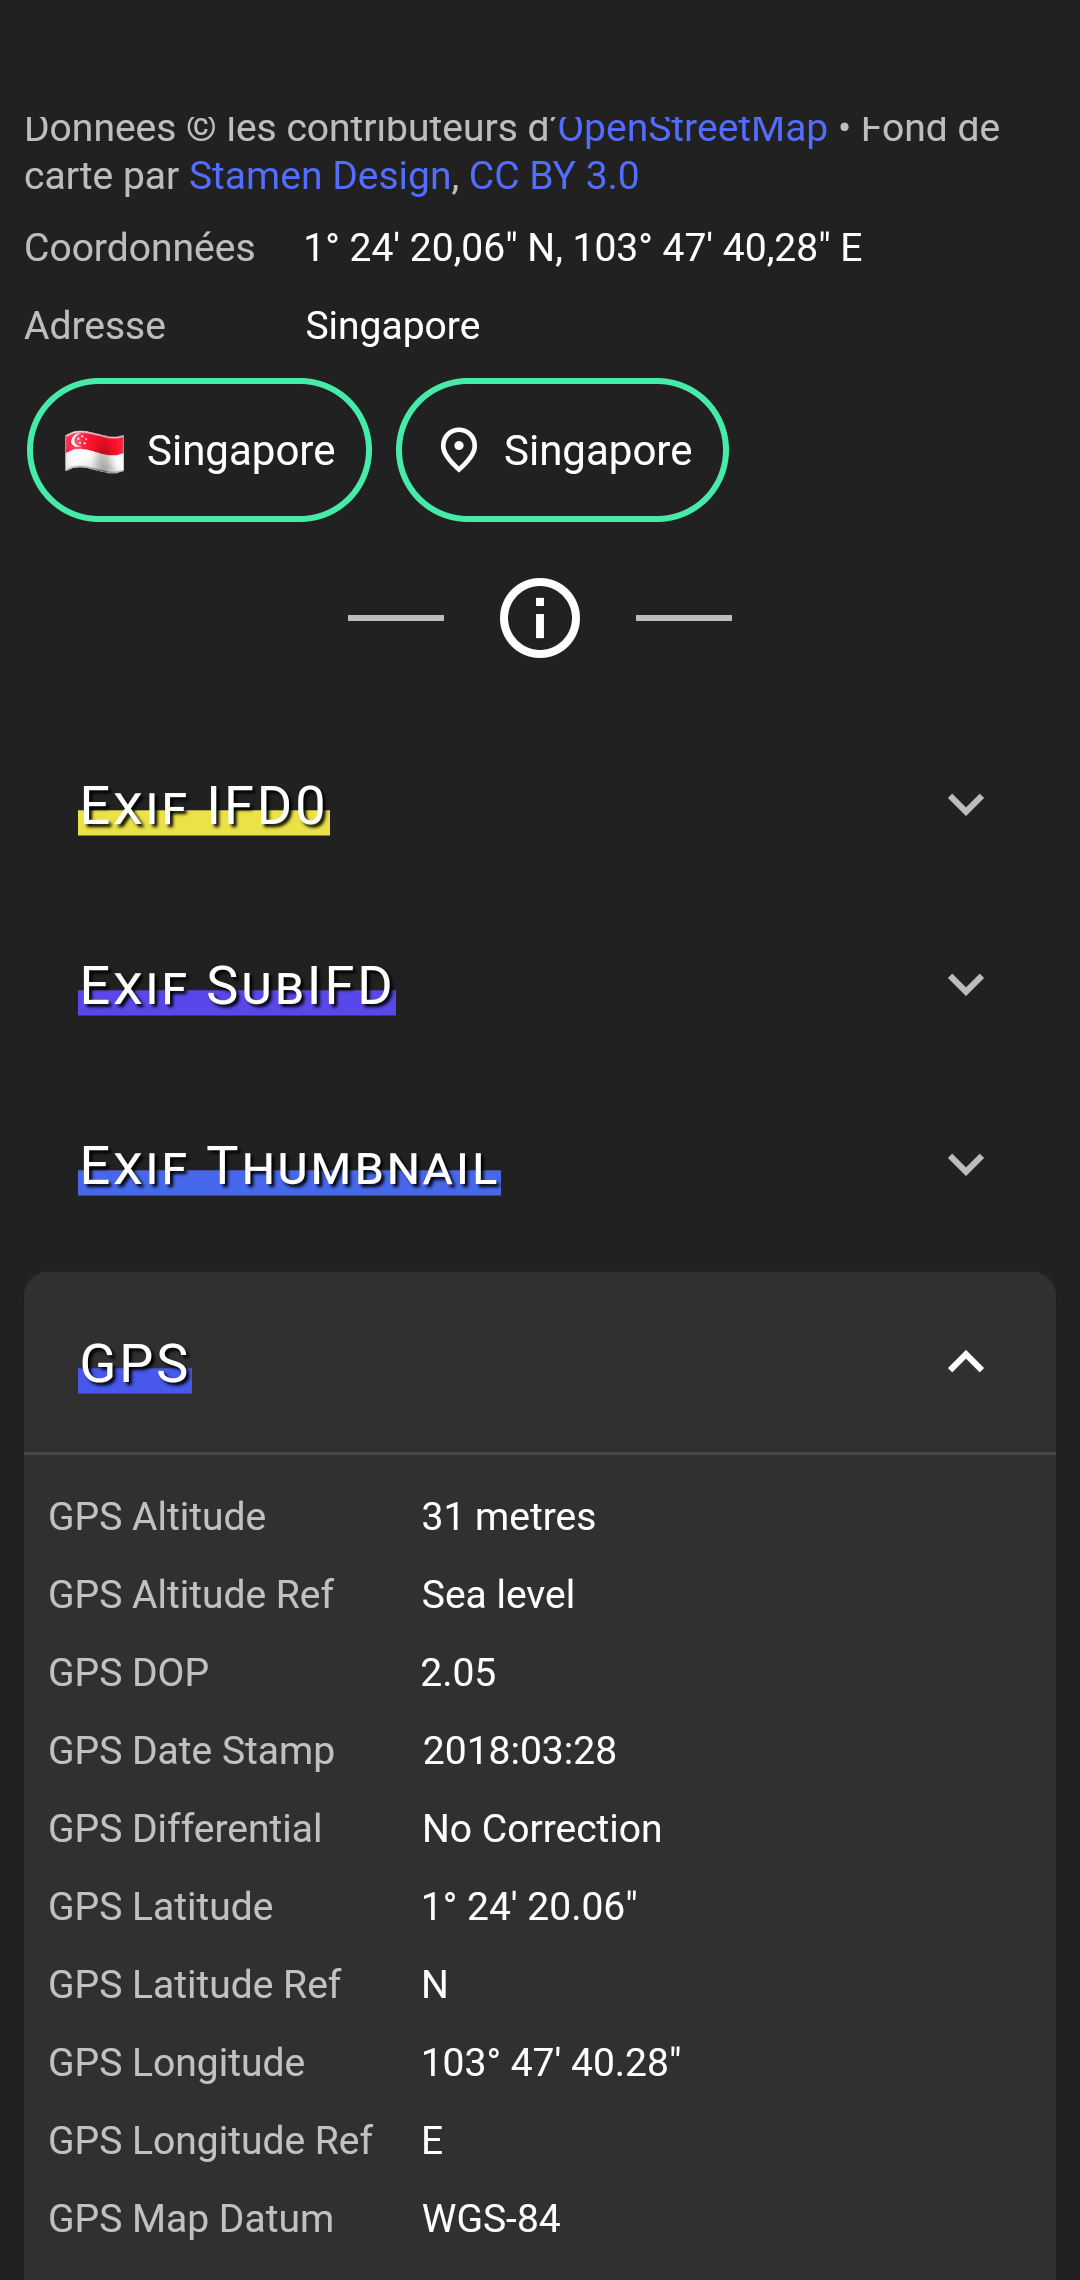 Données © les contributeurs d’OpenStreetMap • Fond de
carte par Stamen Design, CC BY 3.0
Coordonnées 1° 24' 20,06" N, 103° 47' 40,28" E
Adresse Singapore
Singapore Singapore
Exif IFD0
Exif SubIFD
Exif Thumbnail
GPS
GPS Altitude 31 metres
GPS Altitude Ref Sea level
GPS DOP 2.05
GPS Date Stamp 2018:03:28
GPS Differential No Correction
GPS Latitude 1° 24' 20.06"
GPS Latitude Ref N
GPS Longitude 103° 47' 40.28"
GPS Longitude Ref E
GPS Map Datum WGS-84